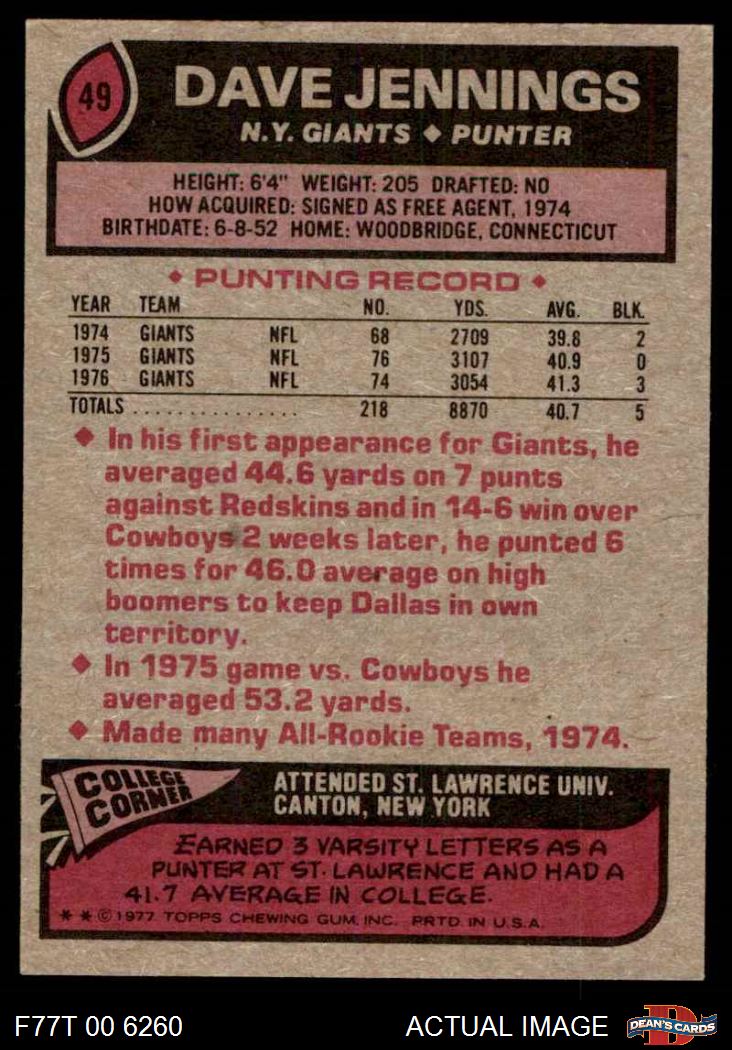 49
DAVE JENNINGS
N.Y. GIANTS ♦ PUNTER
HEIGHT: 6'4" WEIGHT: 205 DRAFTED: NO
HOW ACQUIRED: SIGNED AS FREE AGENT, 1974
BIRTHDATE: 6-8-52 HOME: WOODBRIDGE, CONNECTICUT
♦ PUNTING RECORD ♦
YEAR TEAM NO. YDS. AVG. BLK.
1974 GIANTS NFL 68 2709 39.8 2
1975 GIANTS NFL 76 3107 40.9 0
1976 GIANTS NFL 74 3054 41.3 3
TOTALS ................ 218 8870 40.7 5
♦ In his first appearance for Giants, he
averaged 44.6 yards on 7 punts
against Redskins and in 14-6 win over
Cowboys 2 weeks later, he punted 6
times for 46.0 average on high
boomers to keep Dallas in own
territory.
♦ In 1975 game vs. Cowboys he
averaged 53.2 yards.
♦ Made many All-Rookie Teams, 1974.
COLLEGE
CORNER
ATTENDED ST. LAWRENCE UNIV.
CANTON, NEW YORK
EARNED 3 VARSITY LETTERS AS A
PUNTER AT ST. LAWRENCE AND HAD A
41.7 AVERAGE IN COLLEGE.
* * © 1977 TOPPS CHEWING GUM, INC. PRTD. IN U.S.A.
F77T 00 6260
ACTUAL IMAGE
D
DEAN'S CARDS